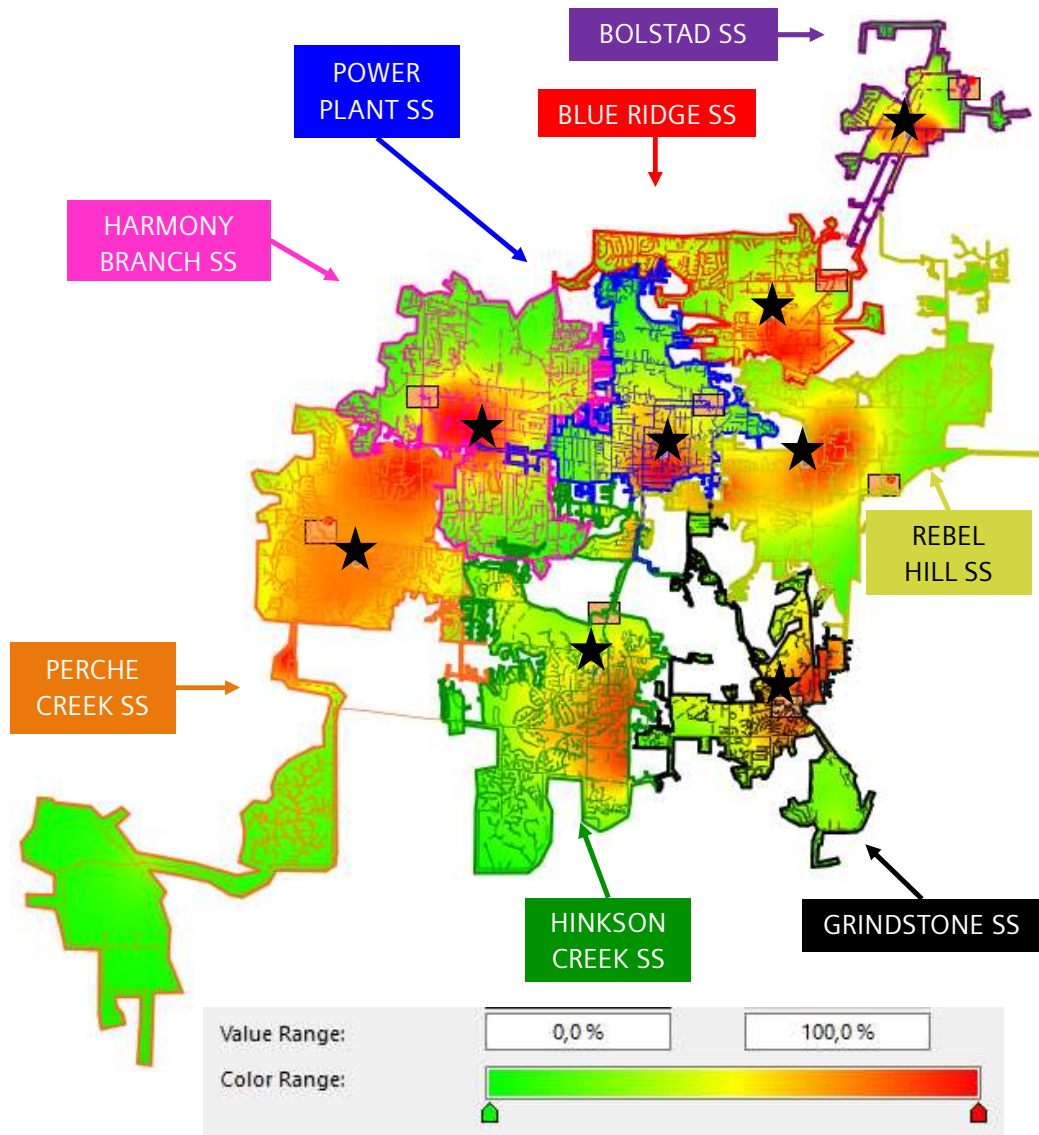 BOLSTAD SS
POWER
PLANT SS
BLUE RIDGE SS
HARMONY
BRANCH SS
REBEL
HILL SS
PERCHE
CREEK SS
HINKSON
CREEK SS
GRINDSTONE SS
Value Range:
0,0 %
100,0 %
Color Range: